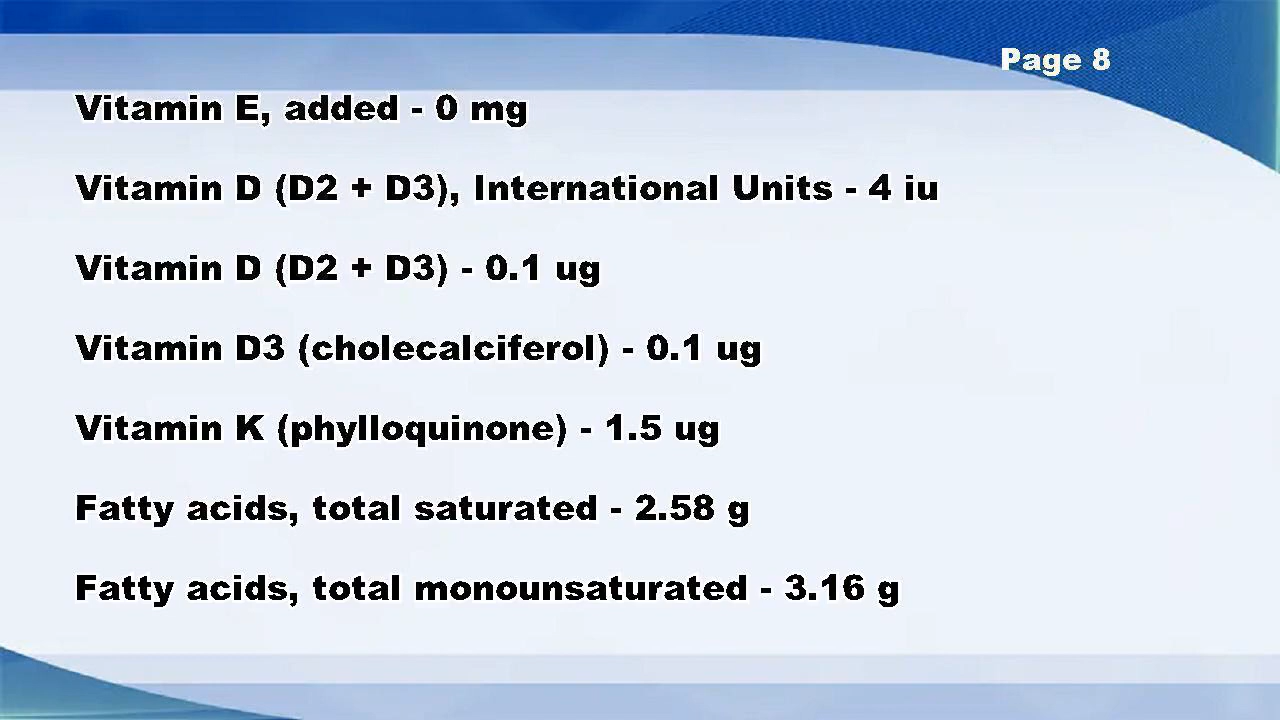 Page 8
Vitamin E, added - 0 mg
Vitamin D (D2 + D3), International Units - 4 iu
Vitamin D (D2 + D3) - 0.1 ug
Vitamin D3 (cholecalciferol) - 0.1 ug
Vitamin K (phylloquinone) - 1.5 ug
Fatty acids, total saturated - 2.58 g
Fatty acids, total monounsaturated - 3.16 g